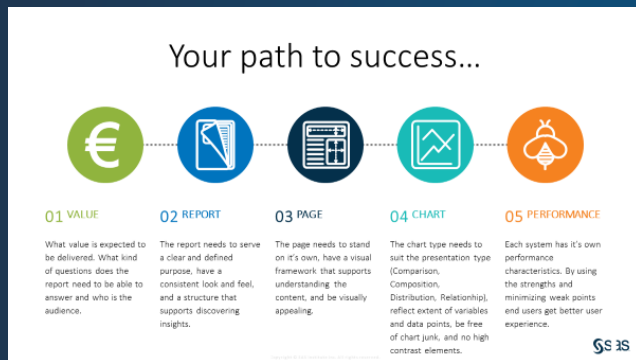 Your path to success...
€
01 VALUE
What value is expected to
be delivered. What kind
of questions does the
report need to be able to
answer and who is the
audience.
02 REPORT
The report needs to serve
a clear and defined
purpose, have a
consistent look and feel,
and a structure that
supports discovering
insights.
03 PAGE
The page needs to stand
on it's own, have a visual
framework that supports
understanding the
content, and be visually
appealing.
04 CHART
The chart type needs to
suit the presentation type
(Comparison,
Composition,
Distribution, Relationhip),
reflect extent of variables
and data points, be free
of chart junk, and no high
contrast elements.
05 PERFORMANCE
Each system has it's own
performance
characteristics. By using
the strengths and
minimizing weak points
end users get better user
experience.